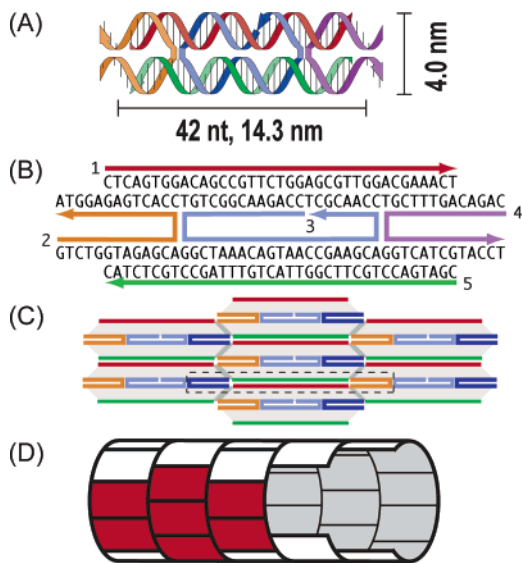 (A)
4.0 nm
42 nt, 14.3 nm
(B)
1
CTCAGTGGACAGCCGTTCTGGAGCGTTGGACGAAACT
ATGGAGAGTCACCTGTCGGCAAGACCTCGCAACCTGCTTTGACAGAC
4
3
2
GTCTGGTAGAGCAGGCTAAACAGTAACCGAAGCAGGTCATCGTACCT
CATCTCGTCCGATTTGTCATTGGCTTCGTCCAGTAGC
5
(C)
(D)